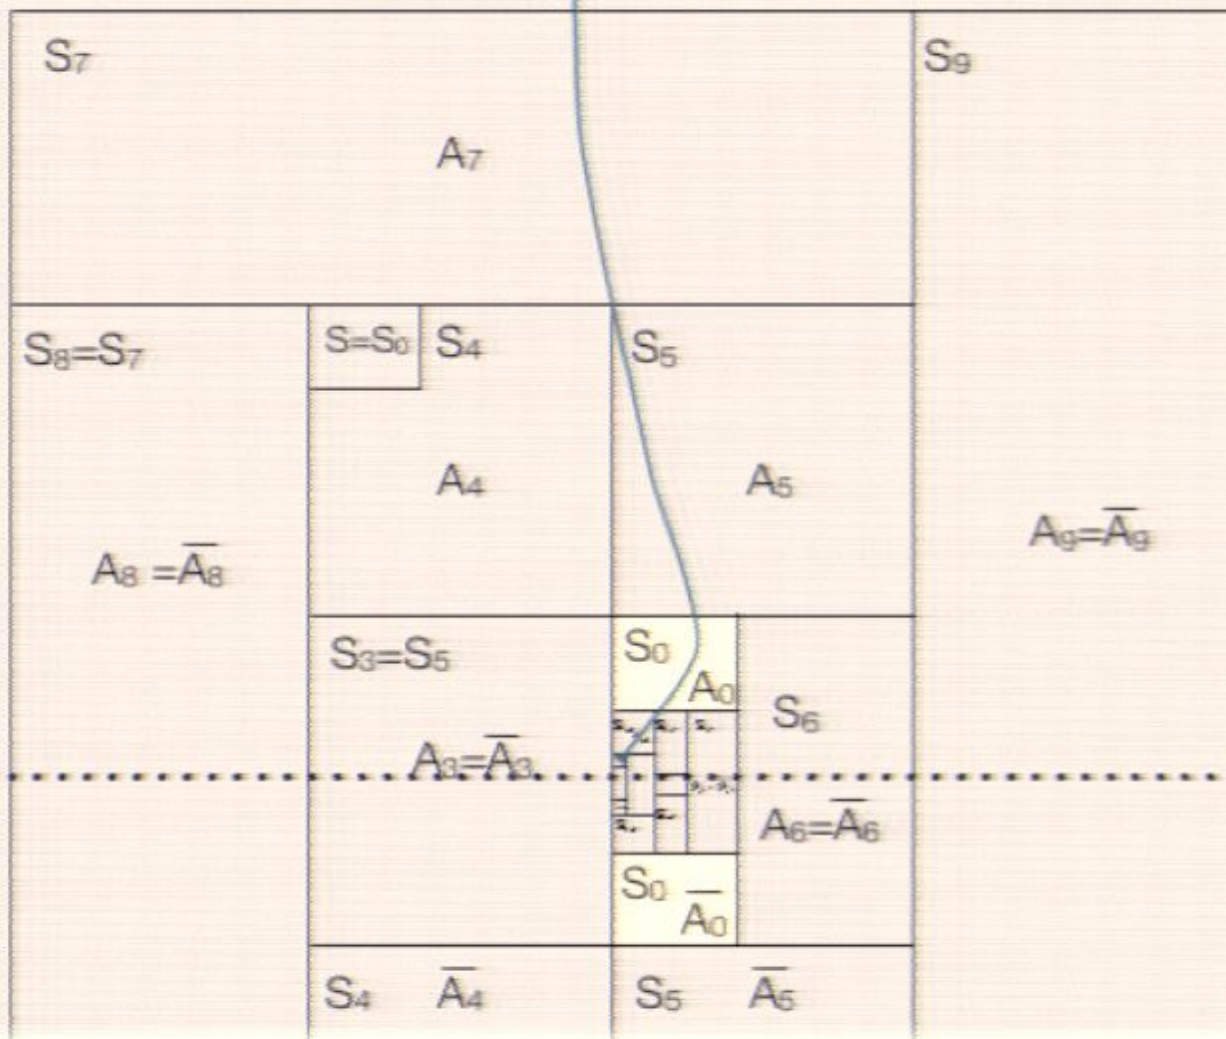 S₇
S₉
A₇
S₈=S₇
S=S₀
S₄
S₅
A₄
A₅
A₉=A̅₉
A₈ =A̅₈
S₃=S₅
S₀
A₀
S₆
A₃=A̅₃
A₆=A̅₆
S₀
A̅₀
S₄
A̅₄
S₅
A̅₅